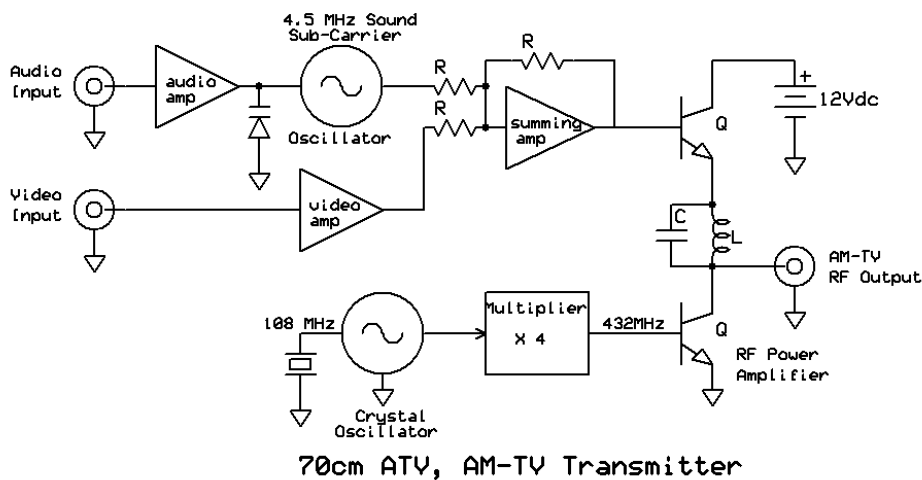 4.5 MHz Sound
Sub-Carrier
Audio
Input
audio
amp
Oscillator
R
R
R
summing
amp
Q
+
12Vdc
Video
Input
video
amp
C
L
AM-TV
RF Output
108 MHz
Crystal
Oscillator
Multiplier
X 4
432MHz
Q
RF Power
Amplifier
70cm ATV, AM-TV Transmitter